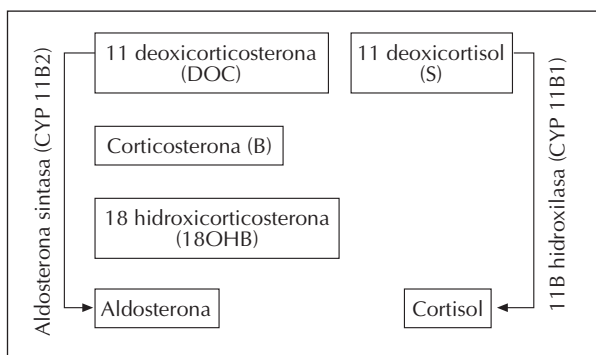 11 deoxicorticosterona
(DOC)
11 deoxicortisol
(S)
Corticosterona (B)
18 hidroxicorticosterona
(18OHB)
Aldosterona
Cortisol
Aldosterona sintasa (CYP 11B2)
11B hidroxilasa (CYP 11B1)